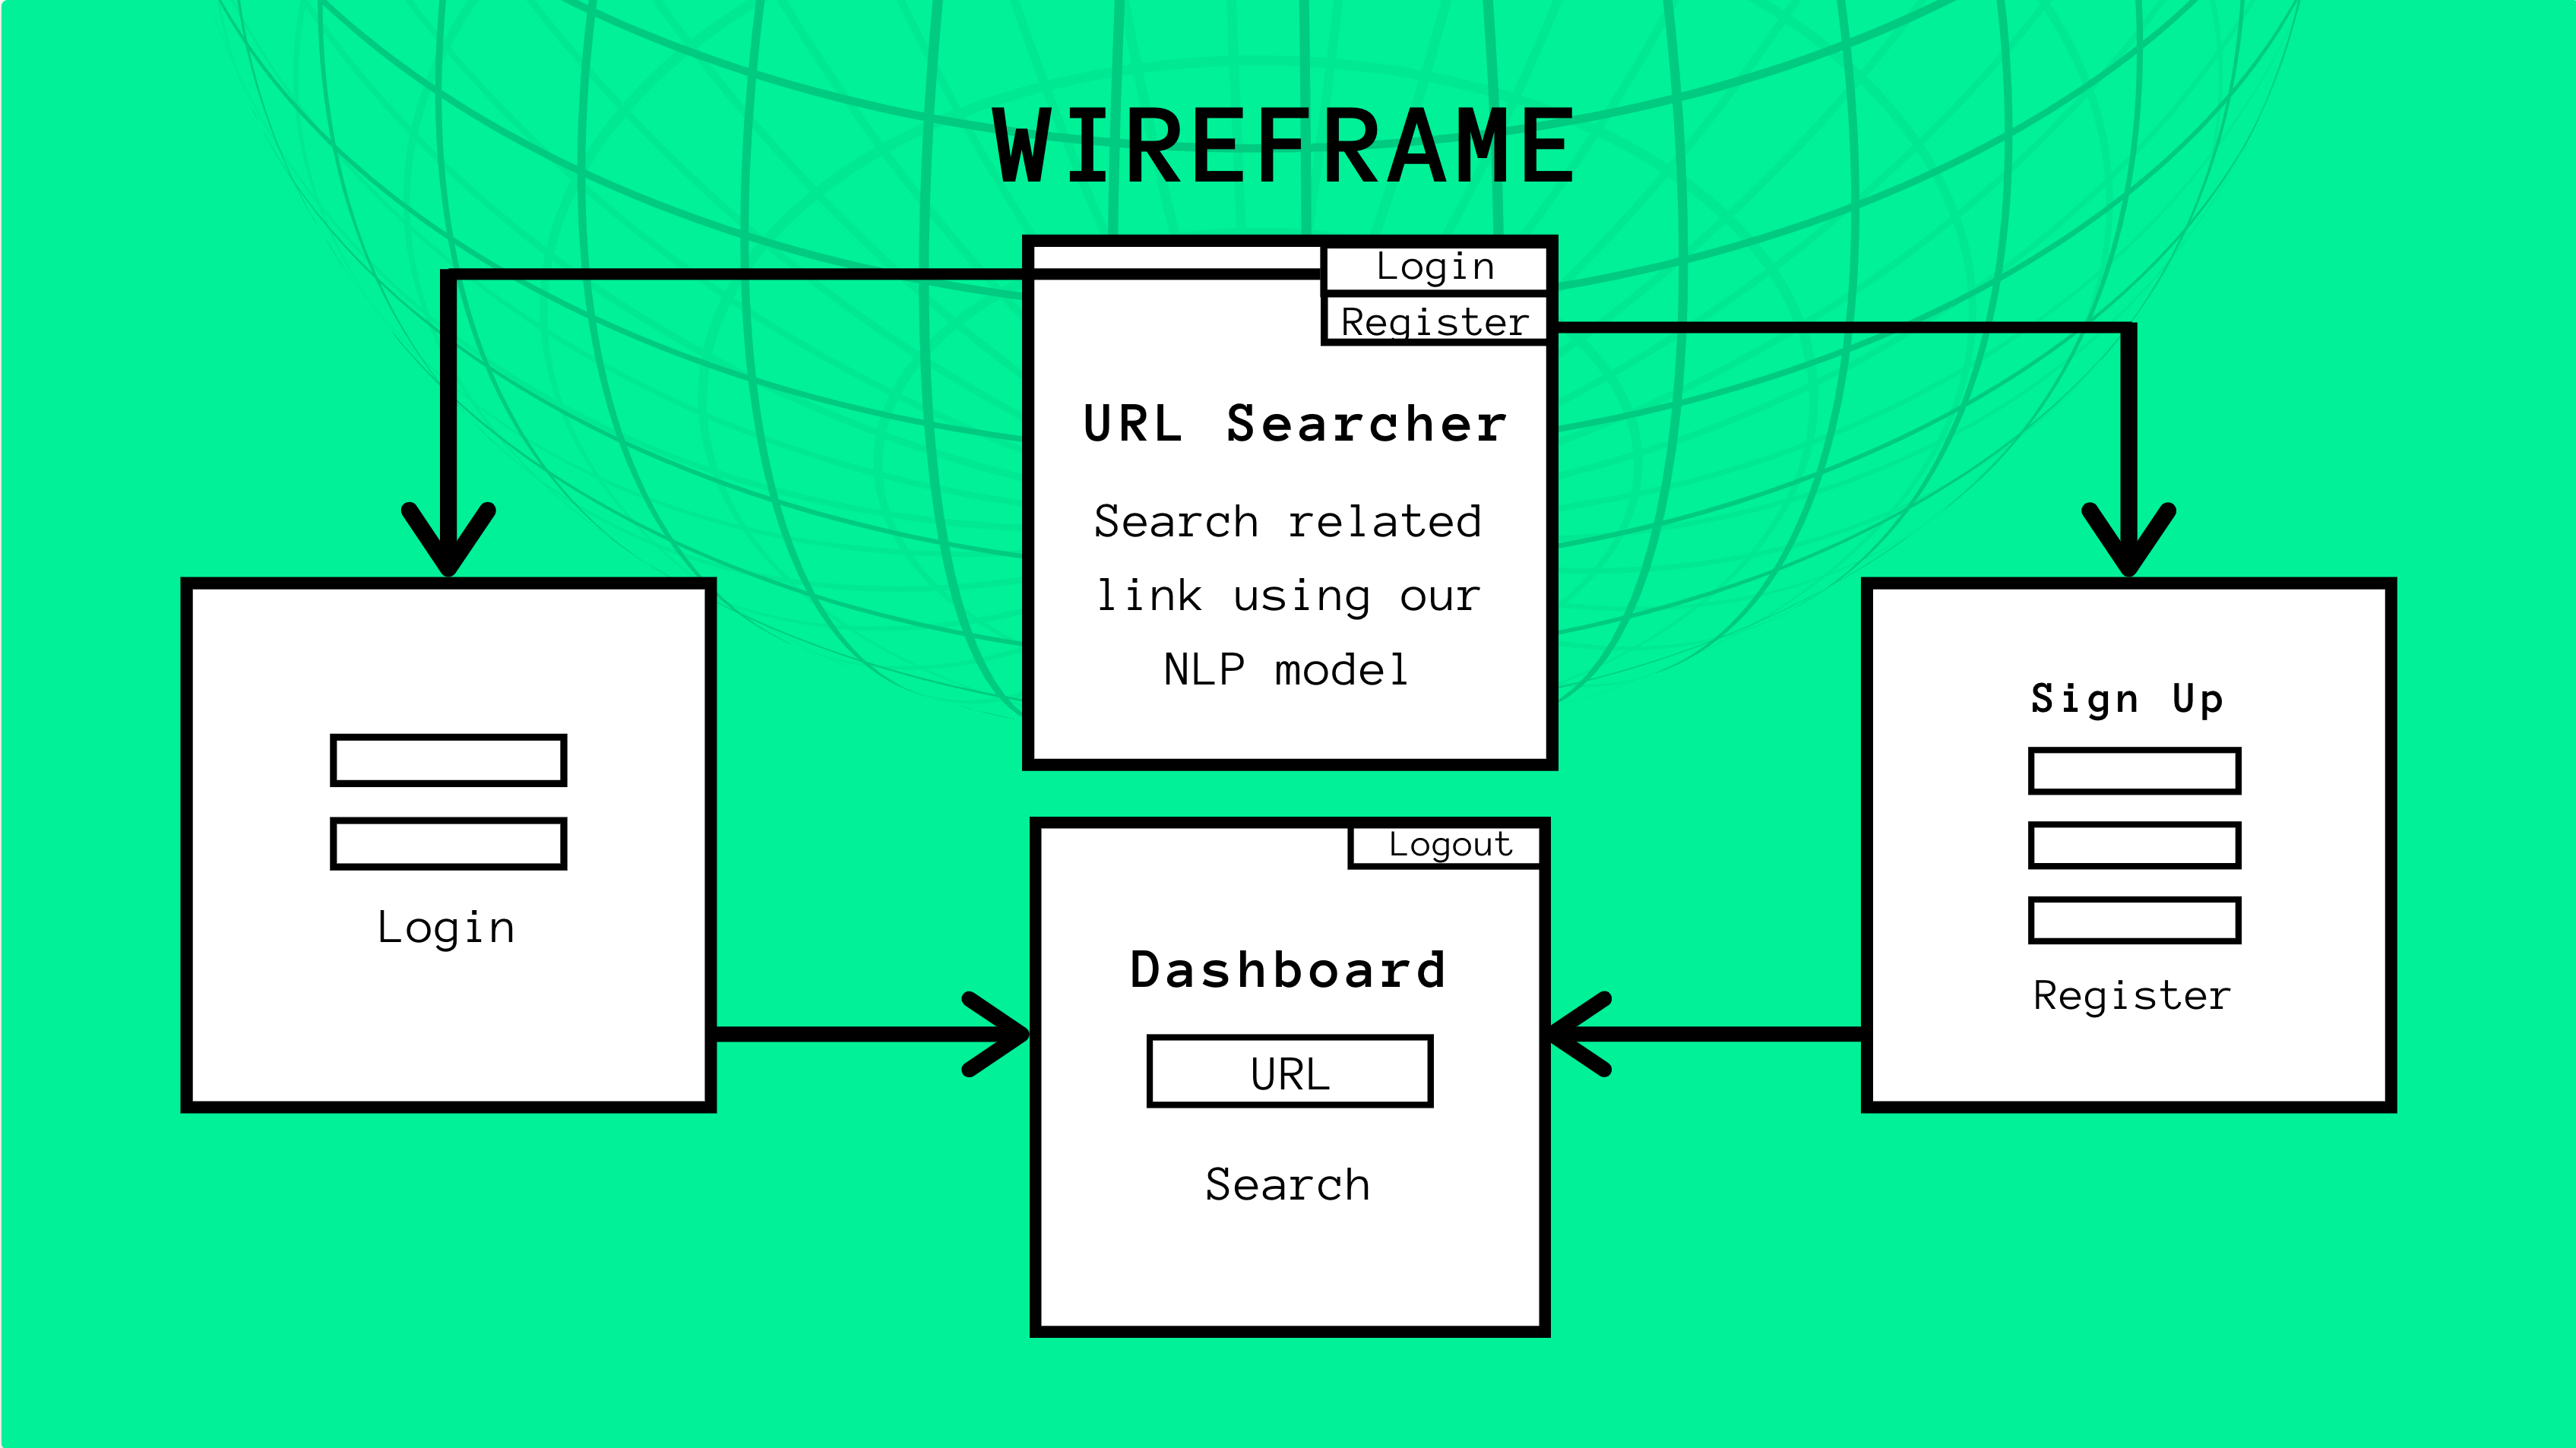 WIREFRAME
Login
Register
URL Searcher
Search related
link using our
NLP model
Login
Sign Up
Register
Logout
Dashboard
URL
Search